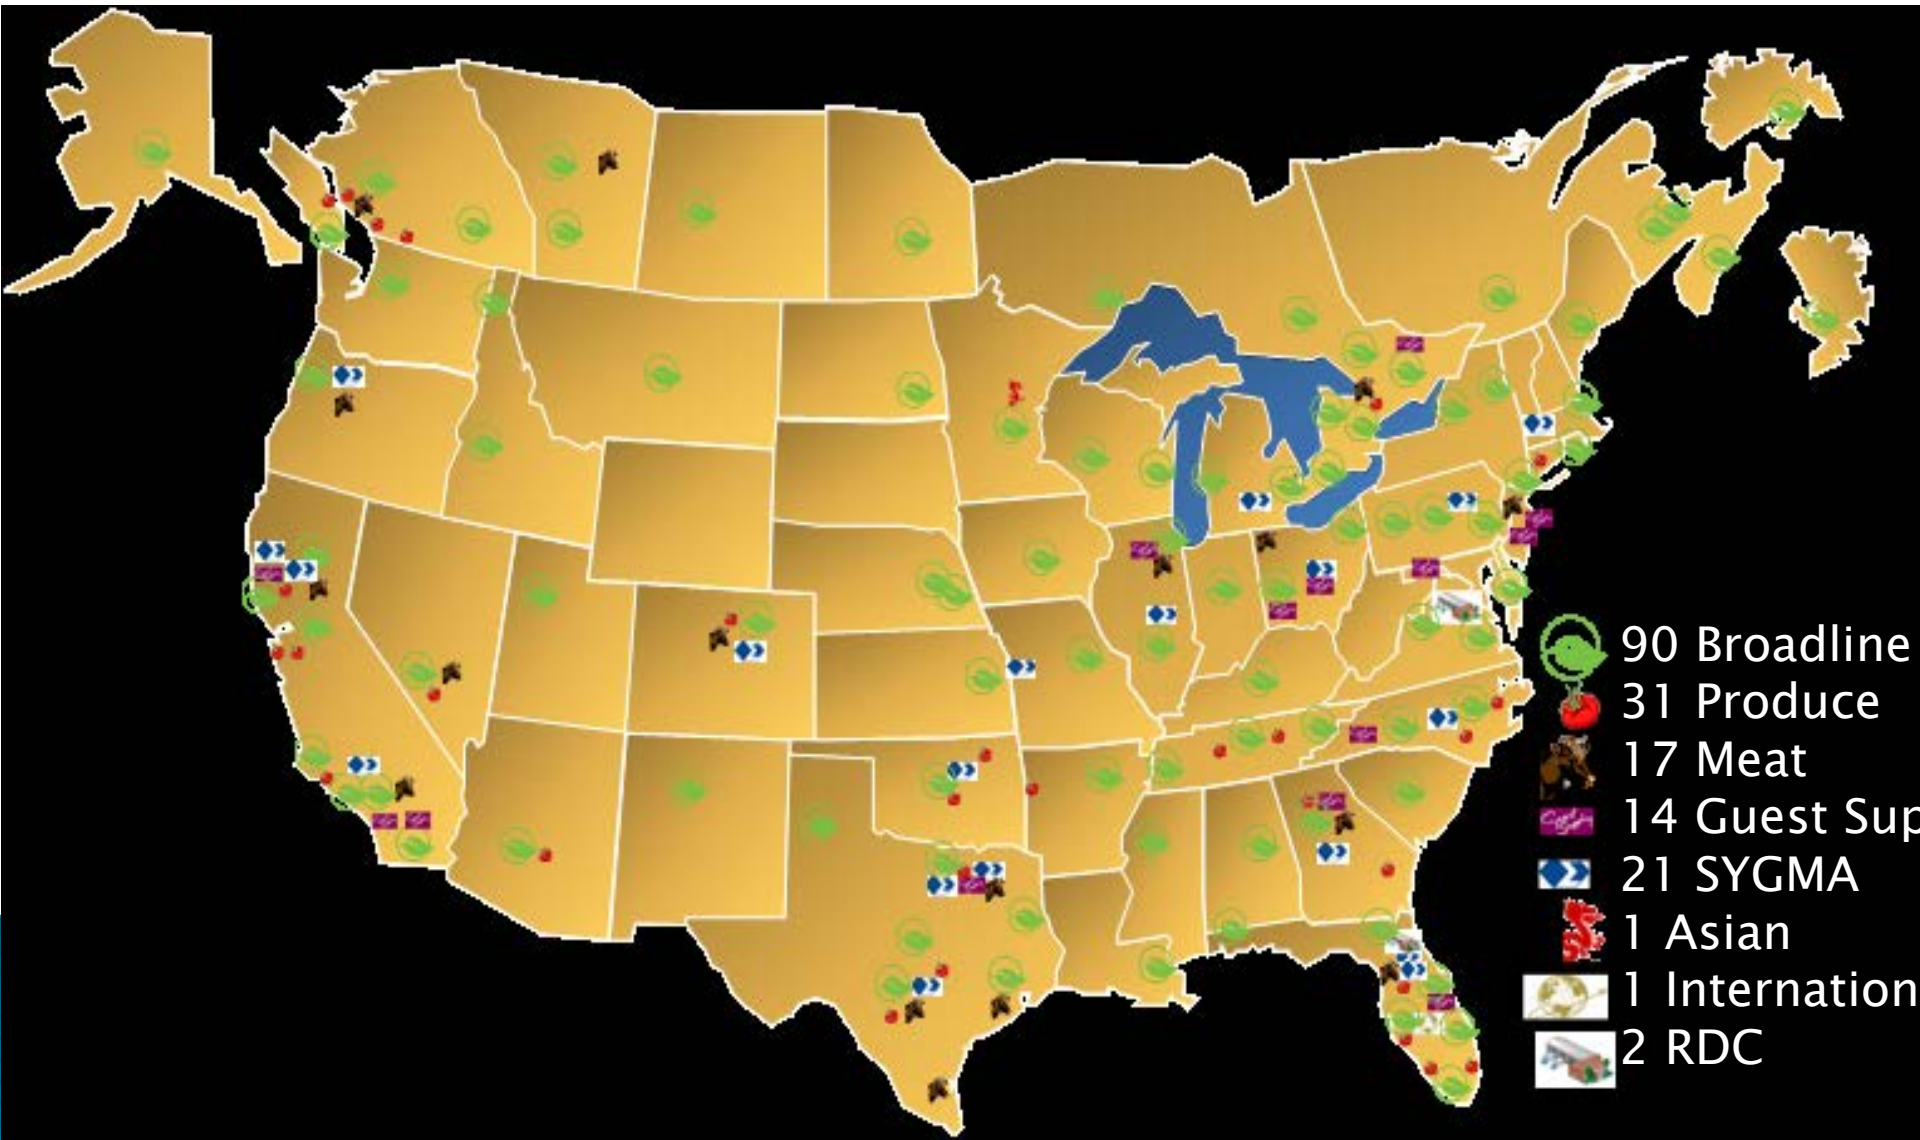 90 Broadline
31 Produce
17 Meat
14 Guest Sup
21 SYGMA
1 Asian
1 Internation
2 RDC